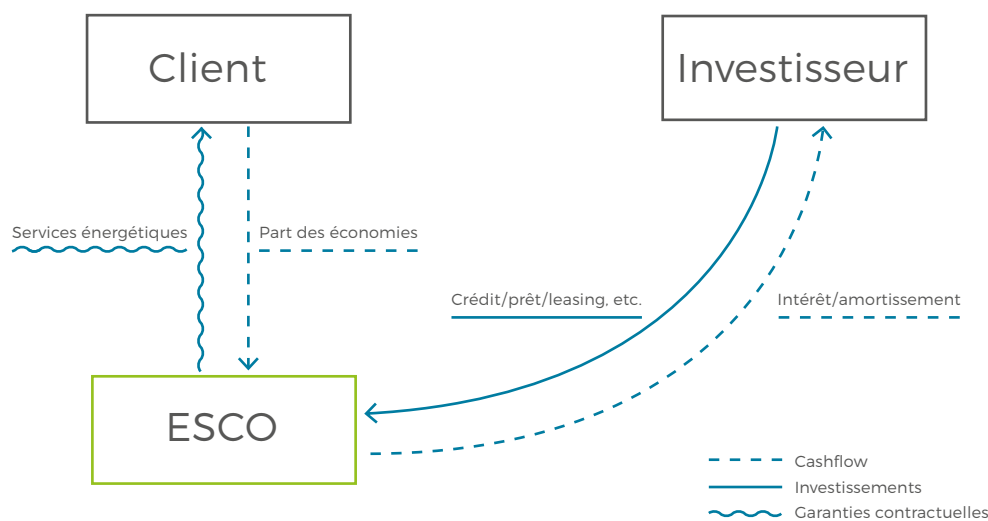 Client
Investisseur
Services énergétiques
Part des économies
Crédit/prêt/leasing, etc.
Intérêt/amortissement
ESCO
Cashflow
Investissements
Garanties contractuelles